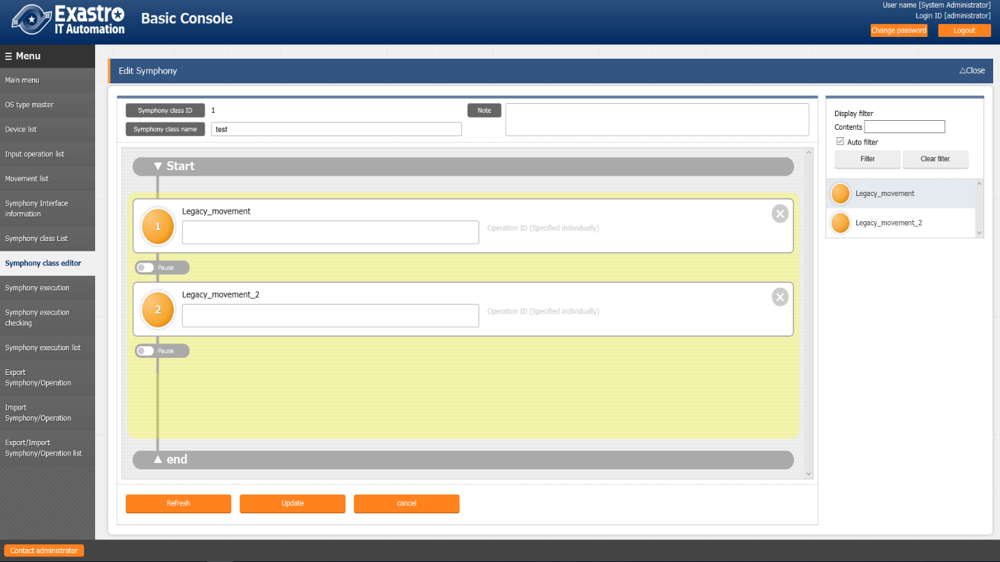 Exastro
IT Automation
Basic Console
User name [System Administrator]
Login ID [administrator]
Change password
Logout
☰ Menu
Main menu
OS type master
Device list
Input operation list
Movement list
Symphony Interface
information
Symphony class List
Symphony class editor
Symphony execution
Symphony execution
checking
Symphony execution list
Export
Symphony/Operation
Import
Symphony/Operation
Export/Import
Symphony/Operation list
Contact administrator
Edit Symphony
△Close
Symphony class ID
1
Note
Symphony class name
test
▼ Start
1
Legacy_movement
Operation ID (Specified individually)
Pause
2
Legacy_movement_2
Operation ID (Specified individually)
Pause
▲ end
Refresh
Update
cancel
Display filter
Contents
Auto filter
Filter
Clear filter.
Legacy_movement
Legacy_movement_2